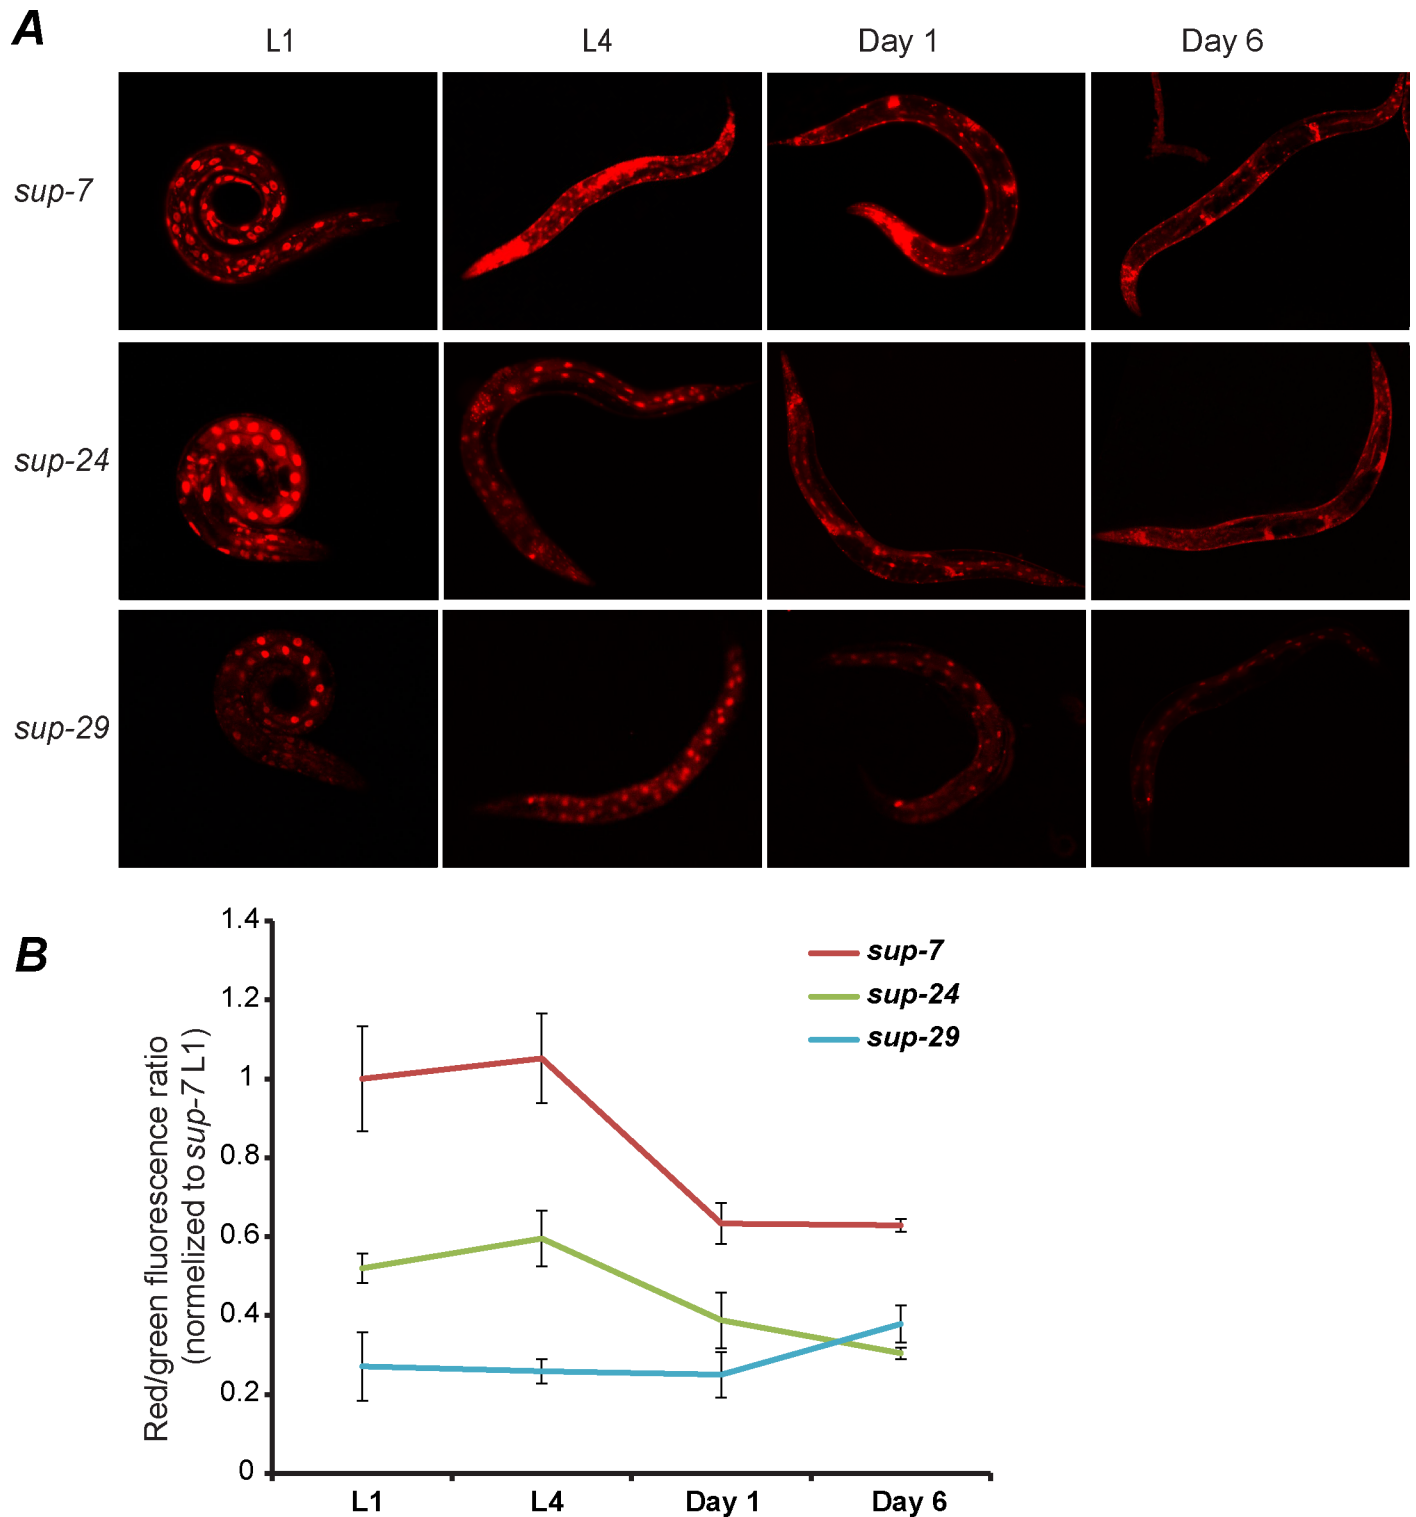 A
L1 L4 Day 1 Day 6
sup-7
sup-24
sup-29
B
1.4
1.2
1
0.8
0.6
0.4
0.2
0
Red/green fluorescence ratio
(normelized to sup-7 L1)
sup-7
sup-24
sup-29
L1 L4 Day 1 Day 6